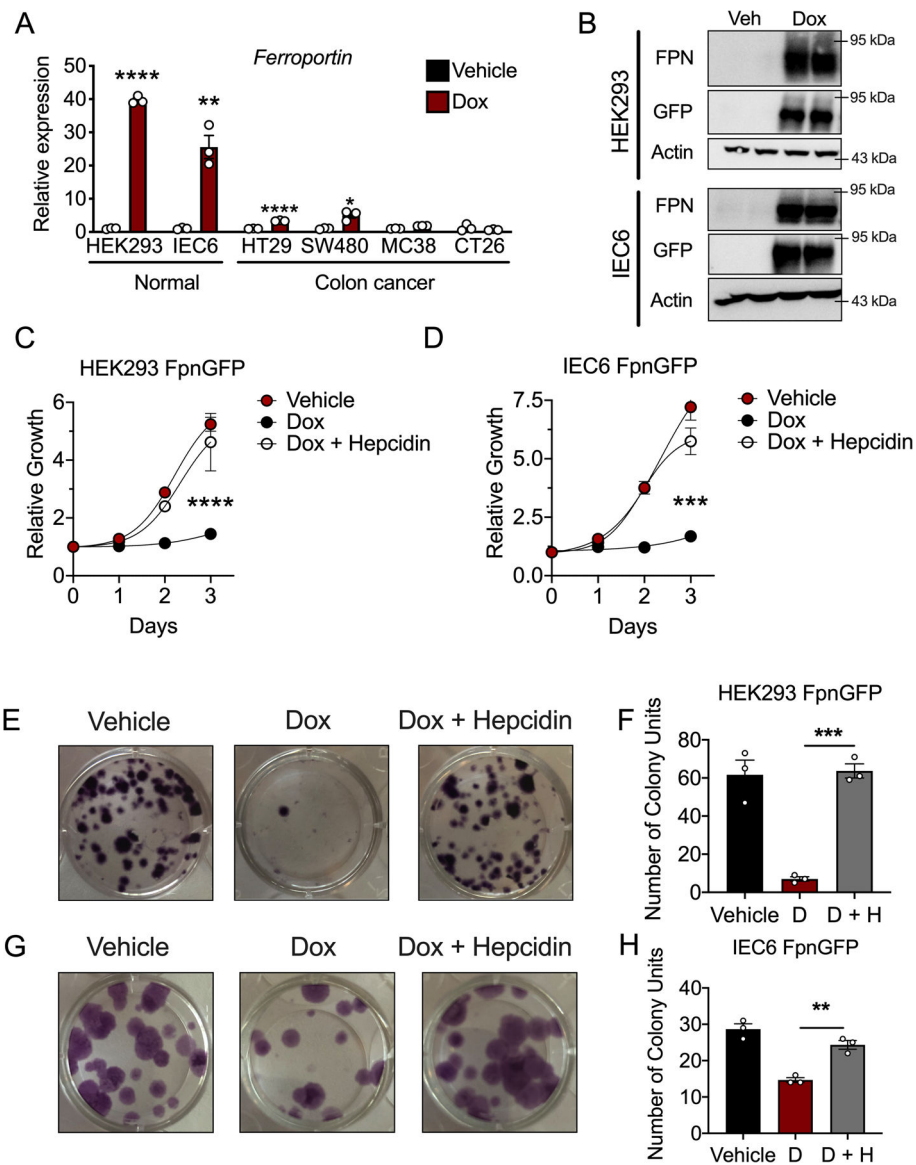 A
Ferroportin
Relative expression
50
40
30
20
10
0
****
**
****
*
Vehicle
Dox
HEK293 IEC6 HT29 SW480 MC38 CT26
Normal Colon cancer
B
Veh Dox
HEK293
FPN 95 kDa
GFP 95 kDa
Actin 43 kDa
IEC6
FPN 95 kDa
GFP 95 kDa
Actin 43 kDa
C
HEK293 FpnGFP
Relative Growth
6
4
2
0
0 1 2 3
Days
****
Vehicle
Dox
Dox + Hepcidin
D
IEC6 FpnGFP
Relative Growth
7.5
5.0
2.5
0.0
0 1 2 3
Days
***
Vehicle
Dox
Dox + Hepcidin
E
Vehicle Dox Dox + Hepcidin
F
HEK293 FpnGFP
Number of Colony Units
80
60
40
20
0
***
Vehicle D D + H
G
Vehicle Dox Dox + Hepcidin
H
IEC6 FpnGFP
Number of Colony Units
40
30
20
10
0
**
Vehicle D D + H